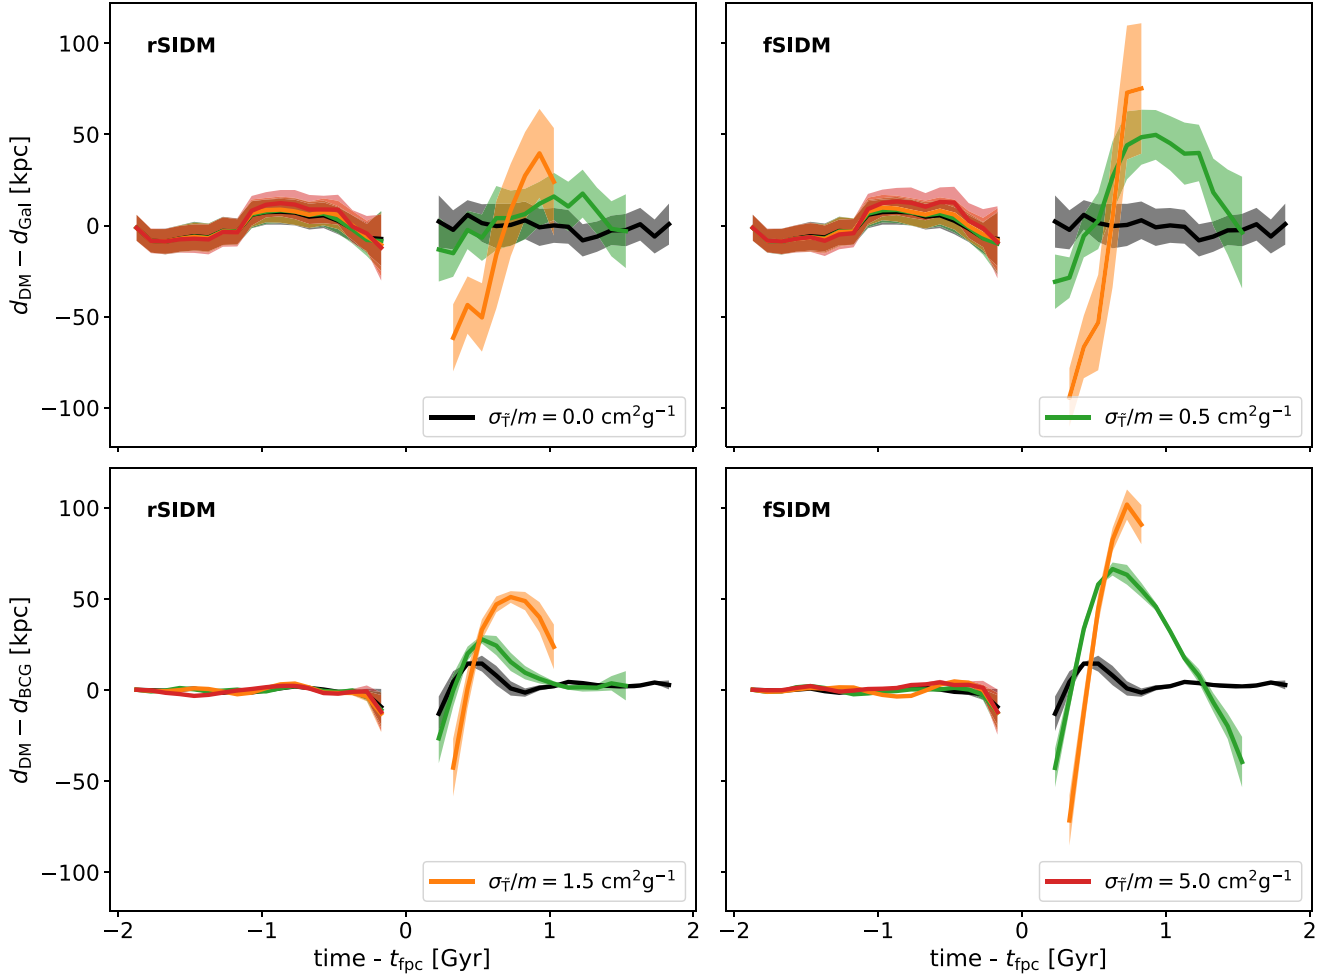 rSIDM
fSIDM
100
50
0
−50
−100
d_DM − d_Gal [kpc]
σ_T̃/m = 0.0 cm²g⁻¹
σ_T̃/m = 0.5 cm²g⁻¹
rSIDM
fSIDM
100
50
0
−50
−100
d_DM − d_BCG [kpc]
σ_T̃/m = 1.5 cm²g⁻¹
σ_T̃/m = 5.0 cm²g⁻¹
−2 −1 0 1 2
−2 −1 0 1 2
time - t_fpc [Gyr]
time - t_fpc [Gyr]